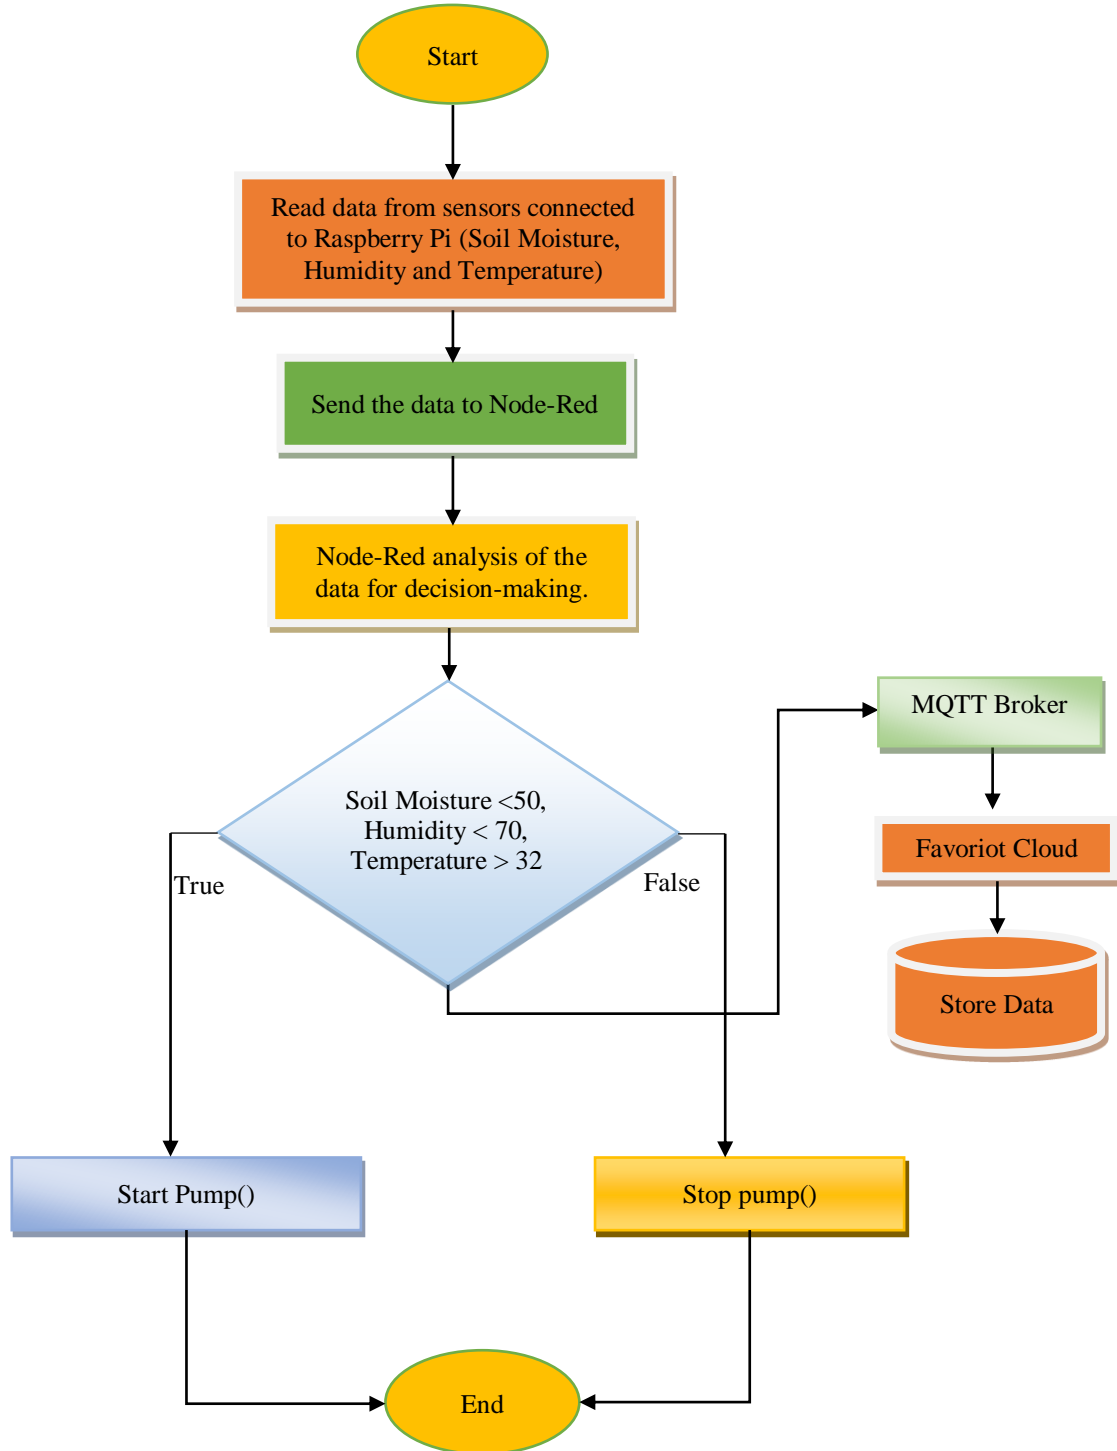 Start
Read data from sensors connected
to Raspberry Pi (Soil Moisture,
Humidity and Temperature)
Send the data to Node-Red
Node-Red analysis of the
data for decision-making.
MQTT Broker
Soil Moisture <50,
Humidity < 70,
Temperature > 32
Favoriot Cloud
True
False
Store Data
Start Pump()
Stop pump()
End